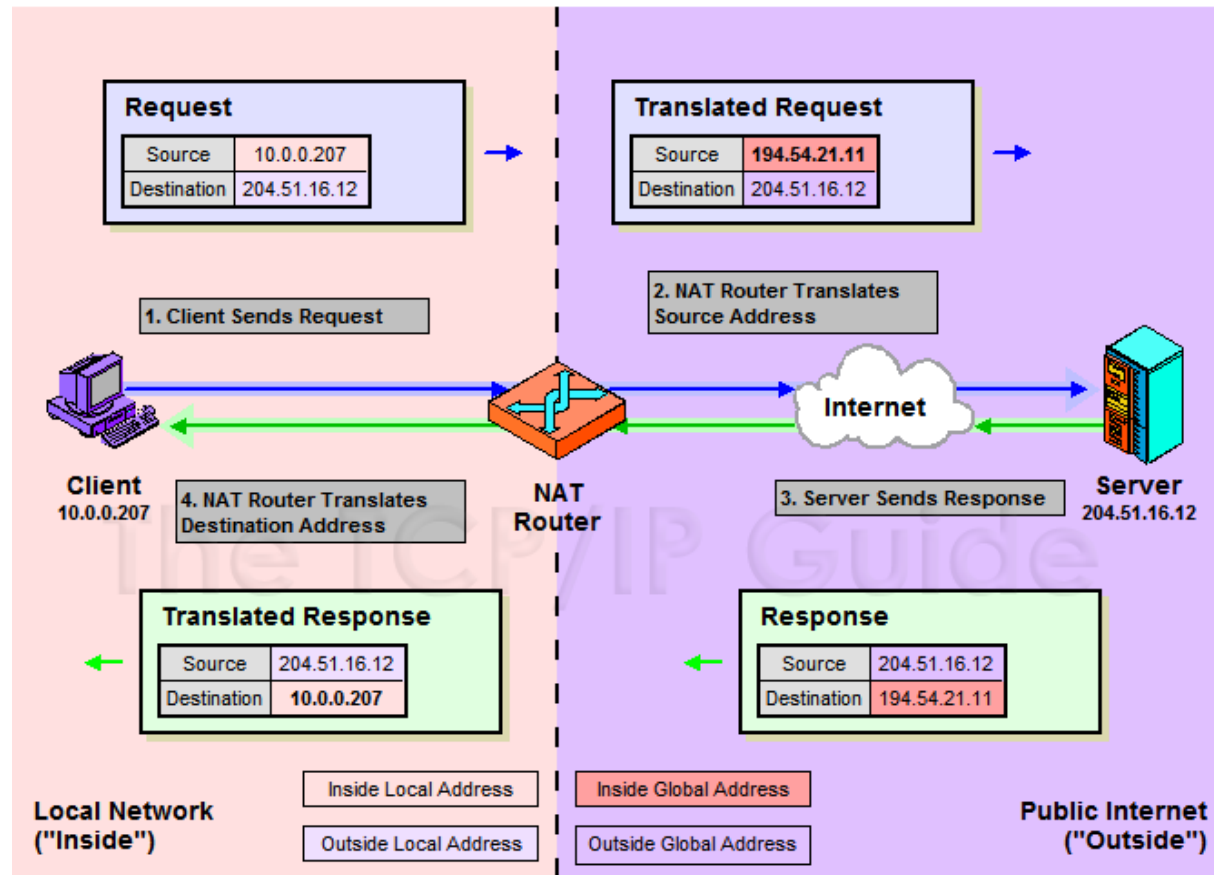 Request
Source 10.0.0.207
Destination 204.51.16.12
Translated Request
Source 194.54.21.11
Destination 204.51.16.12
1. Client Sends Request
2. NAT Router Translates
Source Address
Internet
Client
10.0.0.207
4. NAT Router Translates
Destination Address
NAT
Router
3. Server Sends Response
Server
204.51.16.12
The TCP/IP Guide
Translated Response
Source 204.51.16.12
Destination 10.0.0.207
Response
Source 204.51.16.12
Destination 194.54.21.11
Local Network
("Inside")
Inside Local Address
Outside Local Address
Inside Global Address
Outside Global Address
Public Internet
("Outside")